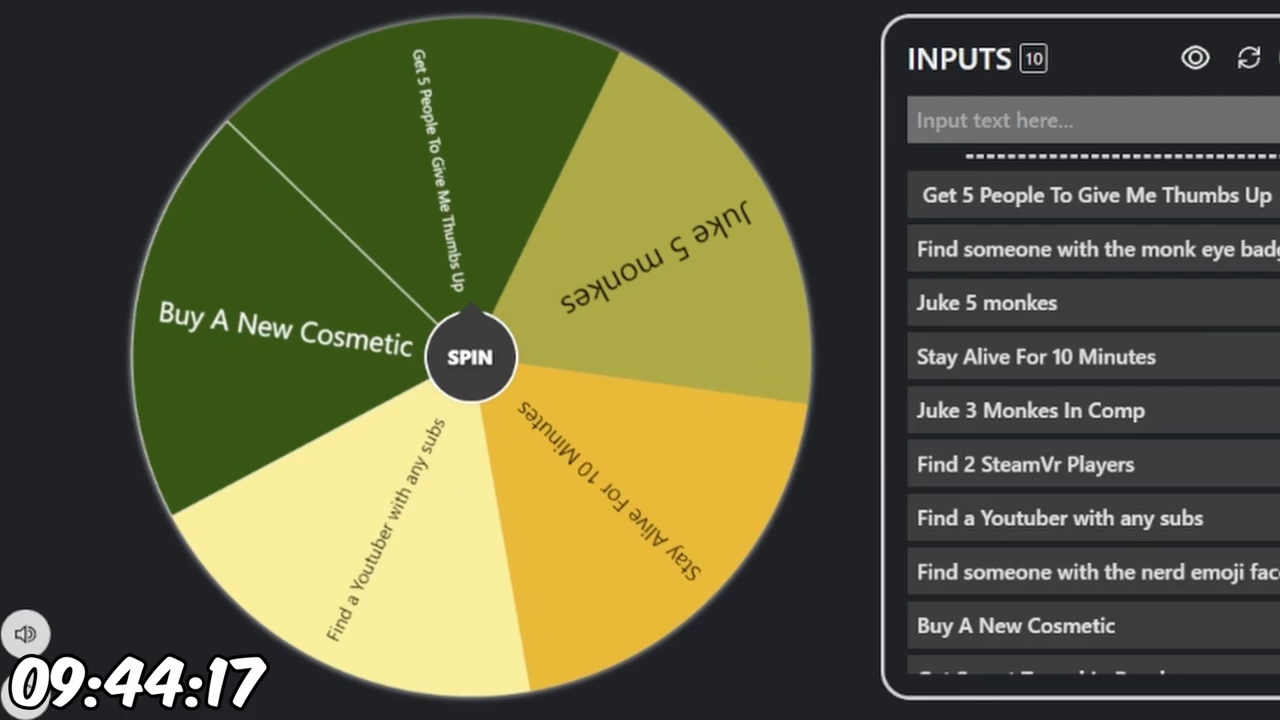 Get 5 People To Give Me Thumbs Up
Juke 5 monkes
Buy A New Cosmetic
SPIN
Stay Alive For 10 Minutes
Find a Youtuber with any subs
09:44:17
INPUTS 10
Input text here...
Get 5 People To Give Me Thumbs Up
Find someone with the monk eye
Juke 5 monkes
Stay Alive For 10 Minutes
Juke 3 Monkes In Comp
Find 2 SteamVr Players
Find a Youtuber with any subs
Find someone with the nerd emoji
Buy A New Cosmetic